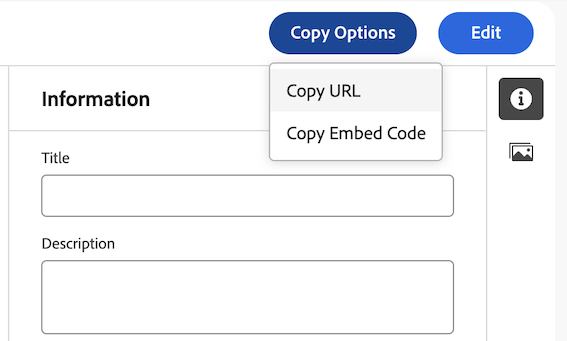 Copy Options
Edit
Copy URL
Copy Embed Code
Information
Title
Description